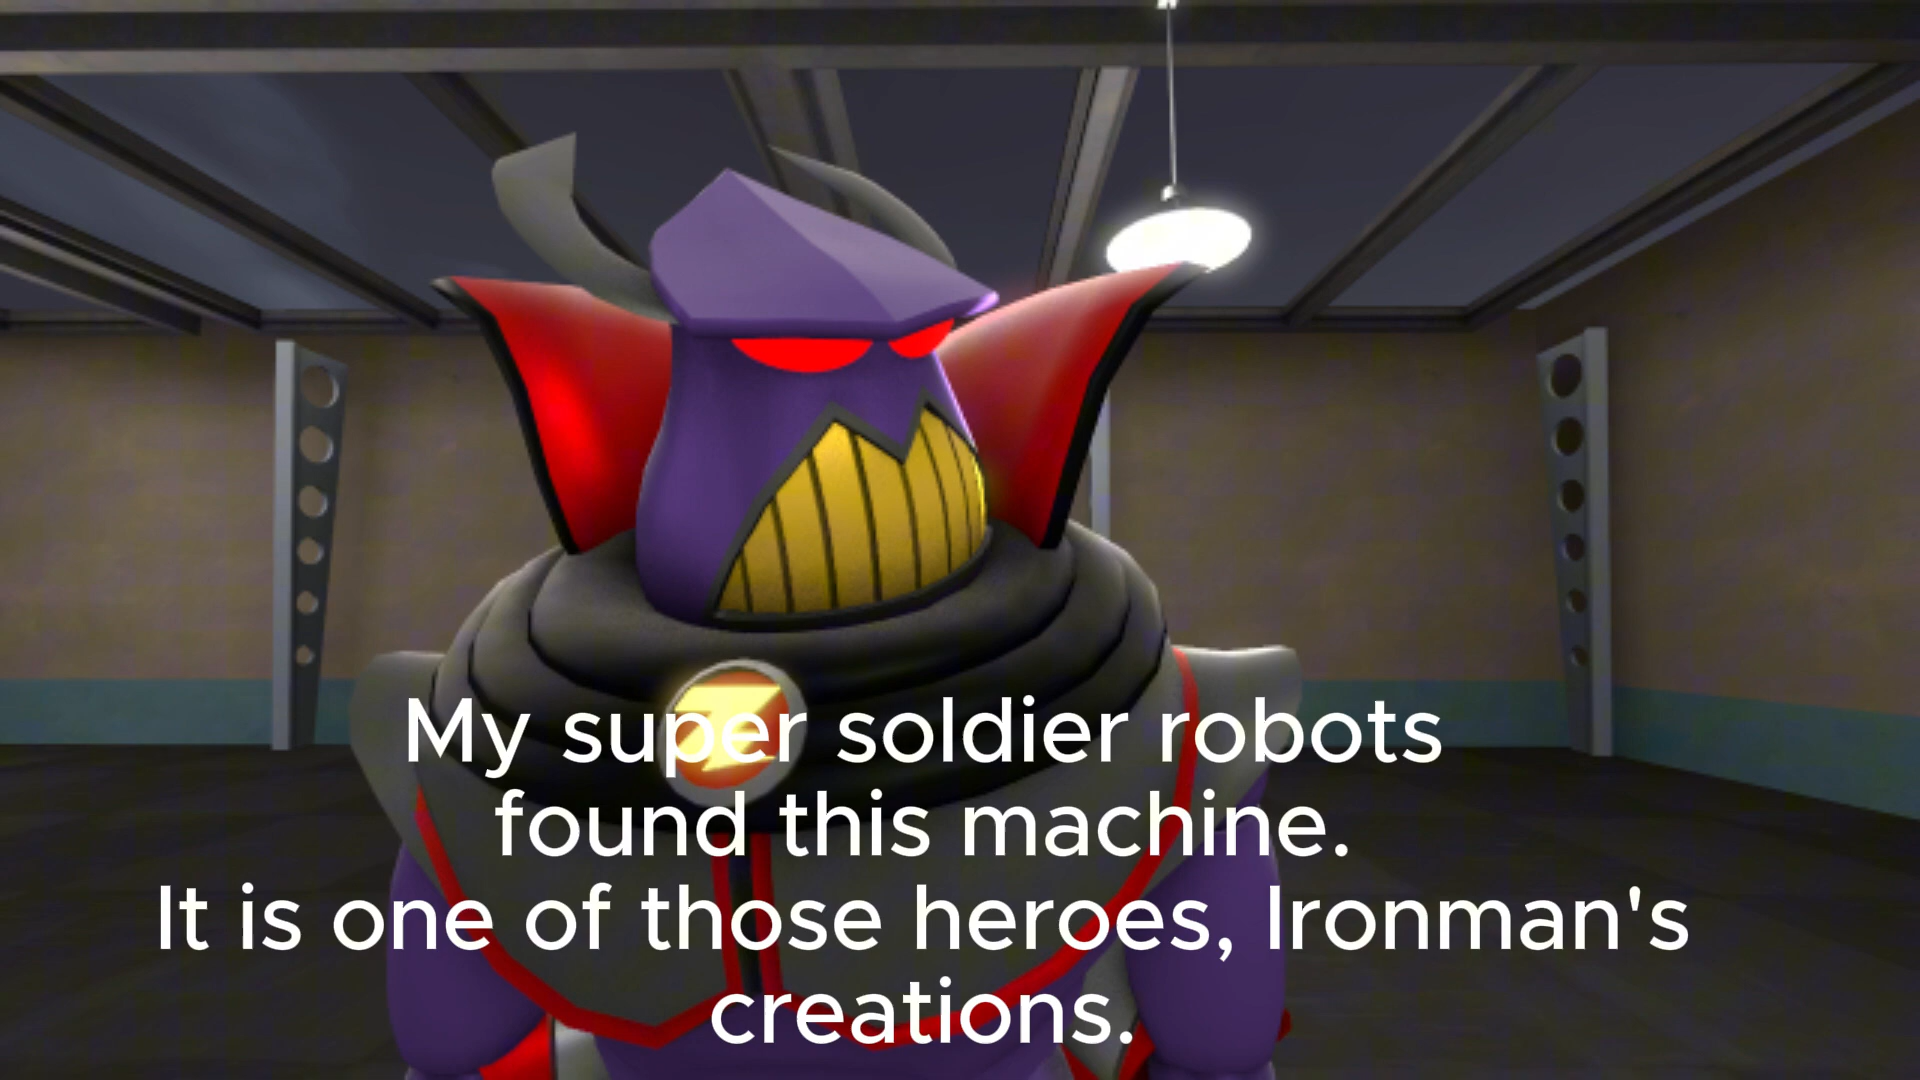 My super soldier robots
found this machine.
It is one of those heroes, Ironman's
creations.
Z